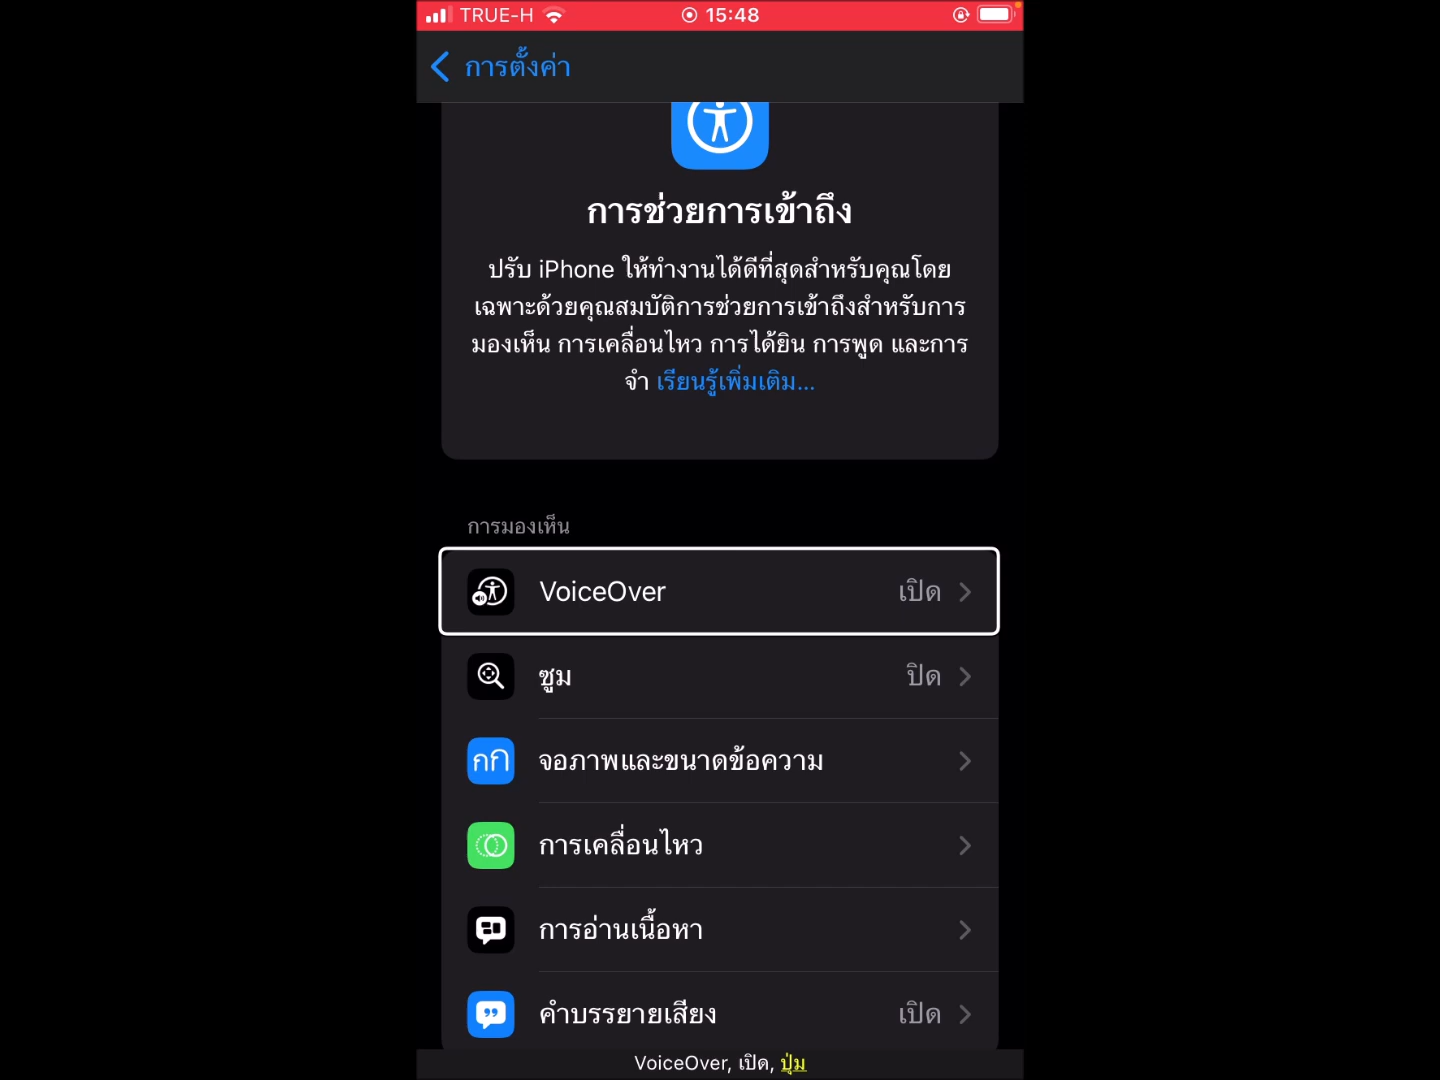 TRUE-H 15:48
การตั้งค่า
การช่วยการเข้าถึง
ปรับ iPhone ให้ทำงานได้ดีที่สุดสำหรับคุณโดย
เฉพาะด้วยคุณสมบัติการช่วยการเข้าถึงสำหรับการ
มองเห็น การเคลื่อนไหว การได้ยิน การพูด และการ
จำ เรียนรู้เพิ่มเติม...
การมองเห็น
VoiceOver เปิด
ซูม ปิด
กก จอภาพและขนาดข้อความ
การเคลื่อนไหว
การอ่านเนื้อหา
คำบรรยายเสียง เปิด
VoiceOver, เปิด, ปุ่ม